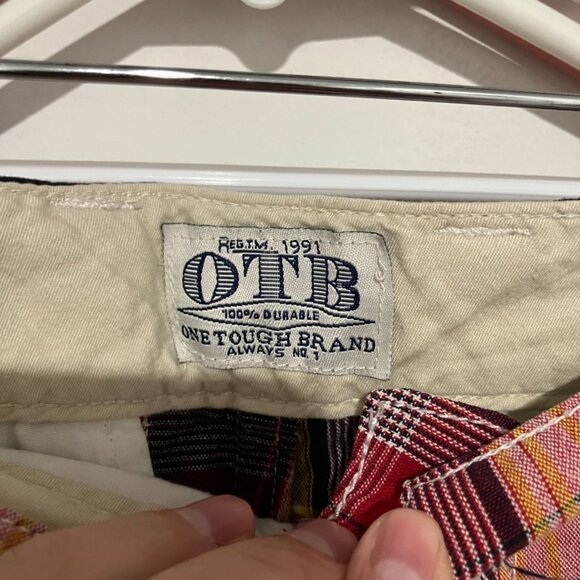 REG.T.M. 1991
OTB
100% DURABLE
ONE TOUGH BRAND
ALWAYS NO. 1